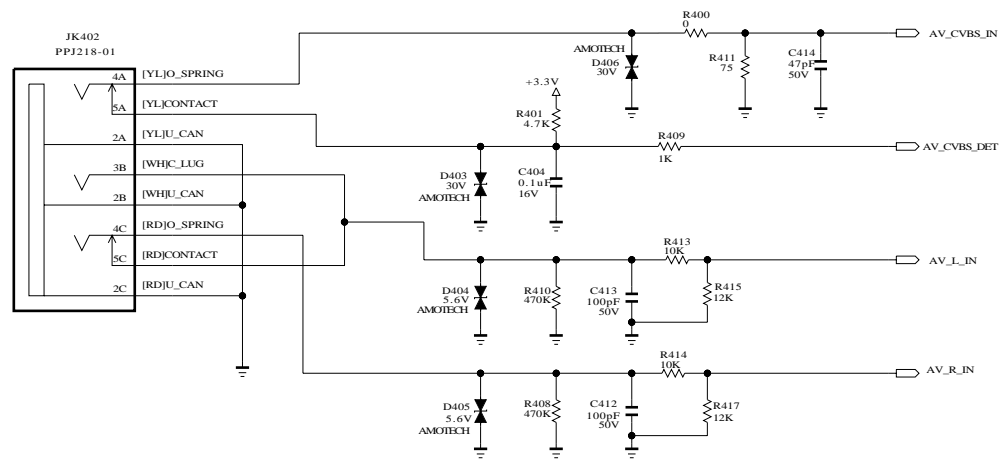 JK402
PPJ218-01
4A [YL]O_SPRING
5A [YL]CONTACT
2A [YL]U_CAN
3B [WH]C_LUG
2B [WH]U_CAN
4C [RD]O_SPRING
5C [RD]CONTACT
2C [RD]U_CAN
R400
0
AV_CVBS_IN
AMOTECH
D406
30V
R411
75
C414
47pF
50V
+3.3V
R401
4.7K
R409
1K
AV_CVBS_DET
D403
30V
AMOTECH
C404
0.1uF
16V
R413
10K
AV_L_IN
D404
5.6V
AMOTECH
R410
470K
C413
100pF
50V
R415
12K
R414
10K
AV_R_IN
D405
5.6V
AMOTECH
R408
470K
C412
100pF
50V
R417
12K